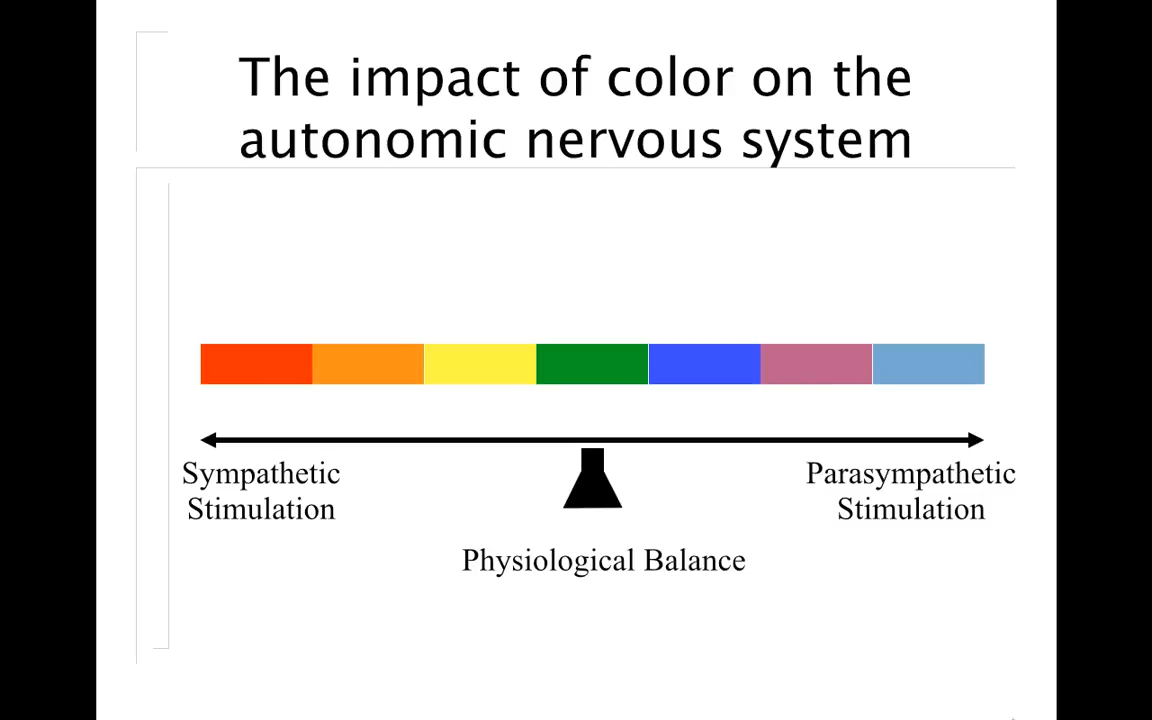 The impact of color on the
autonomic nervous system
Sympathetic
Stimulation
Parasympathetic
Stimulation
Physiological Balance